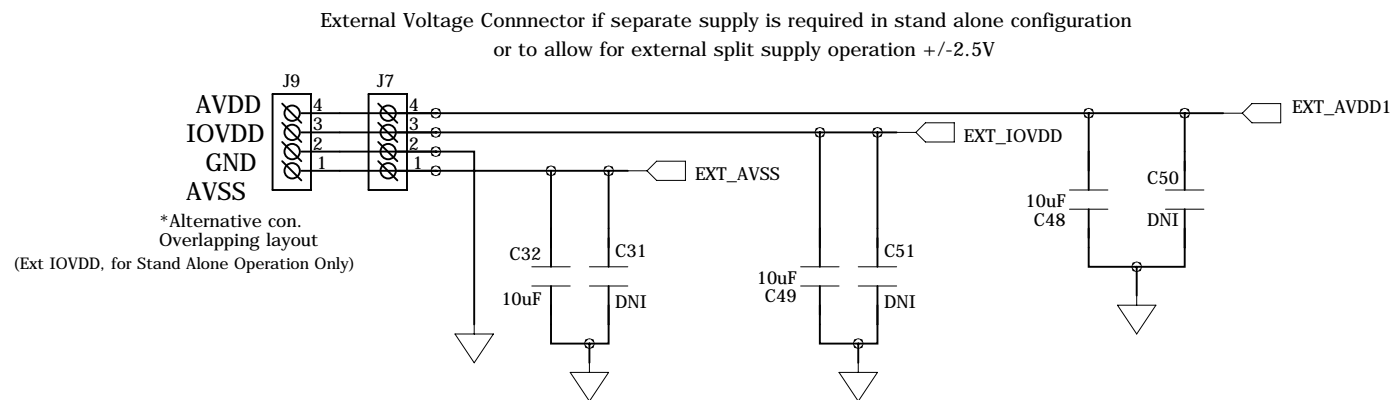 External Voltage Connnector if separate supply is required in stand alone configuration
or to allow for external split supply operation +/-2.5V
J9
J7
AVDD
4
4
EXT_AVDD1
IOVDD
3
3
EXT_IOVDD
GND
2
2
AVSS
1
1
EXT_AVSS
*Alternative con.
Overlapping layout
(Ext IOVDD, for Stand Alone Operation Only)
C32
10uF
C31
DNI
10uF
C49
C51
DNI
10uF
C48
C50
DNI